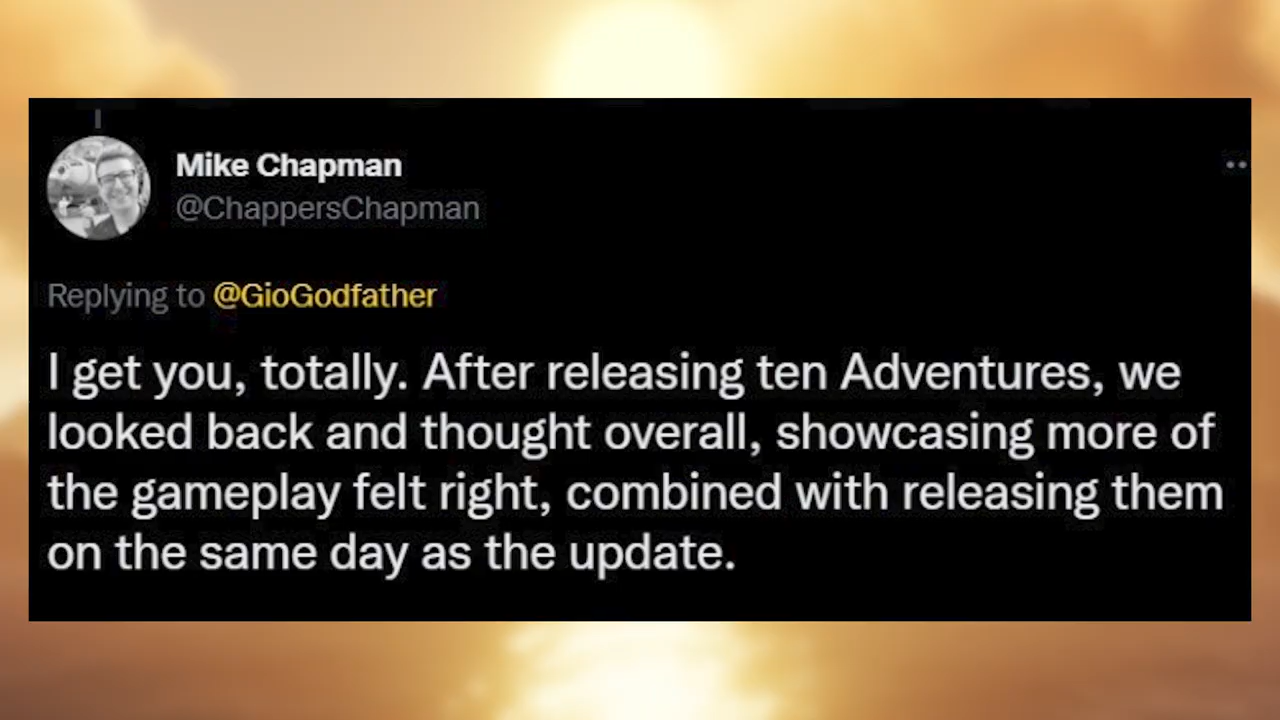 Mike Chapman
@ChappersChapman
Replying to @GioGodfather
I get you, totally. After releasing ten Adventures, we
looked back and thought overall, showcasing more of
the gameplay felt right, combined with releasing them
on the same day as the update.